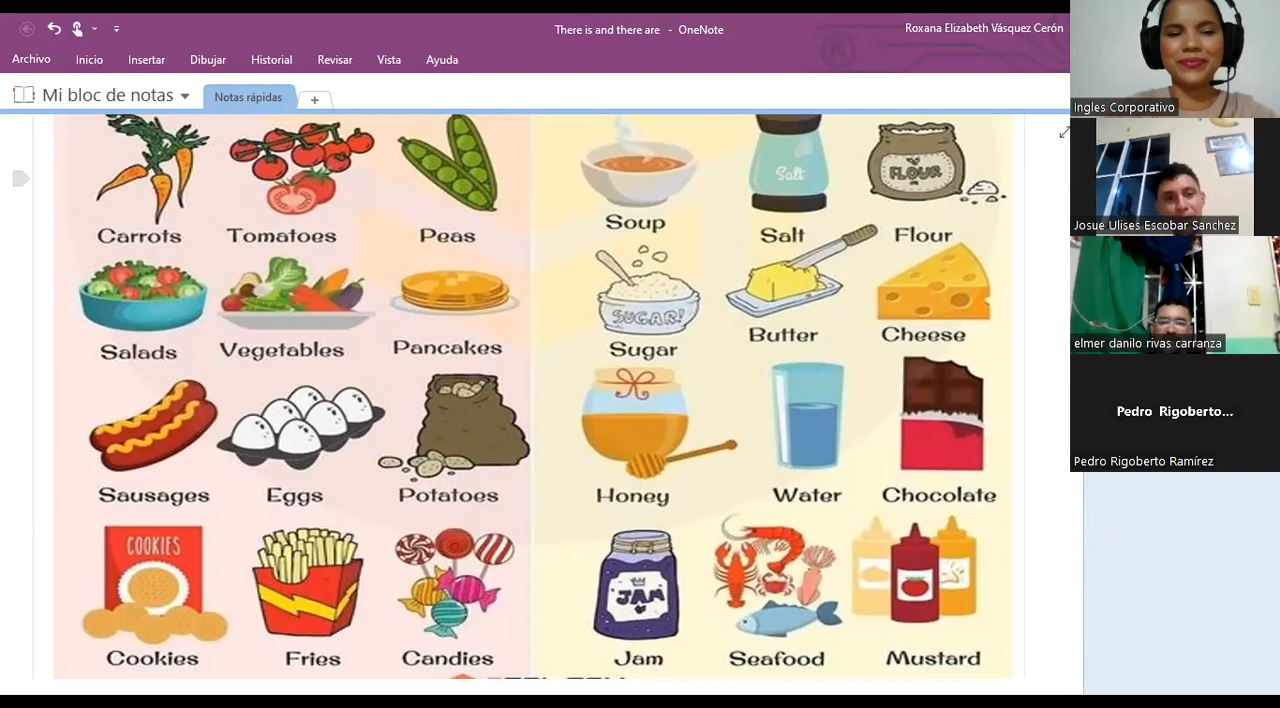 There is and there are - OneNote
Roxana Elizabeth Vásquez Cerón
Archivo Inicio Insertar Dibujar Historial Revisar Vista Ayuda
Mi bloc de notas
Notas rápidas
+
Salt
FLOUR
Carrots Tomatoes Peas Soup Salt Flour
SUGAR!
Salads Vegetables Pancakes Sugar Butter Cheese
Sausages Eggs Potatoes Honey Water Chocolate
COOKIES
JAM
Cookies Fries Candies Jam Seafood Mustard
Ingles Corporativo
Josue Ulises Escobar Sanchez
elmer danilo rivas carranza
Pedro Rigoberto...
Pedro Rigoberto Ramírez